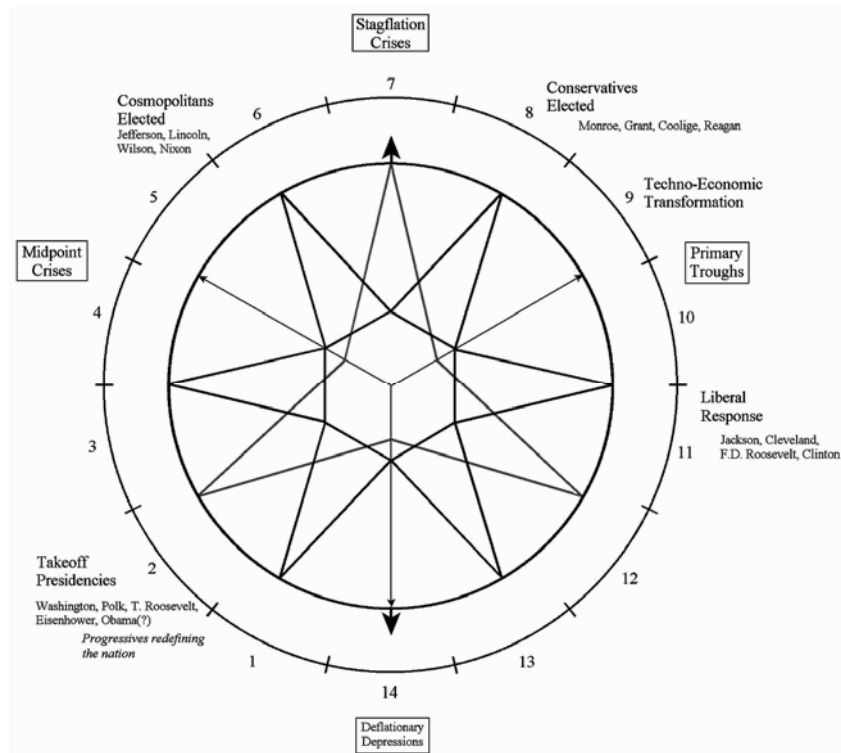 Stagflation
Crises
7
Cosmopolitans
Elected
Jefferson, Lincoln,
Wilson, Nixon
6
8
Conservatives
Elected
Monroe, Grant, Coolige, Reagan
5
9
Techno-Economic
Transformation
Midpoint
Crises
Primary
Troughs
4
10
3
Liberal
Response
11
Jackson, Cleveland,
F.D. Roosevelt, Clinton
Takeoff
Presidencies
2
12
Washington, Polk, T. Roosevelt,
Eisenhower, Obama(?)
Progressives redefining
the nation
1
13
14
Deflationary
Depressions